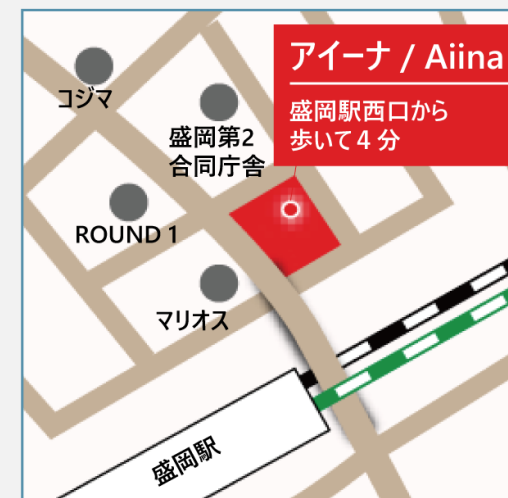 アイーナ / Aiina
盛岡駅西口から
歩いて4分
コジマ
盛岡第2
合同庁舎
ROUND 1
マリオス
盛岡駅